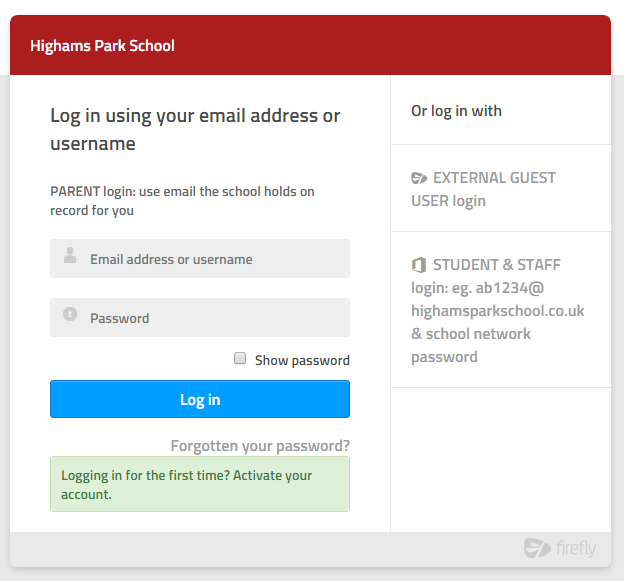 Highams Park School
Log in using your email address or
username
PARENT login: use email the school holds on
record for you
Email address or username
Password
Show password
Log in
Forgotten your password?
Logging in for the first time? Activate your
account.
Or log in with
EXTERNAL GUEST
USER login
STUDENT & STAFF
login: eg. ab1234@
highamsparkschool.co.uk
& school network
password
firefly